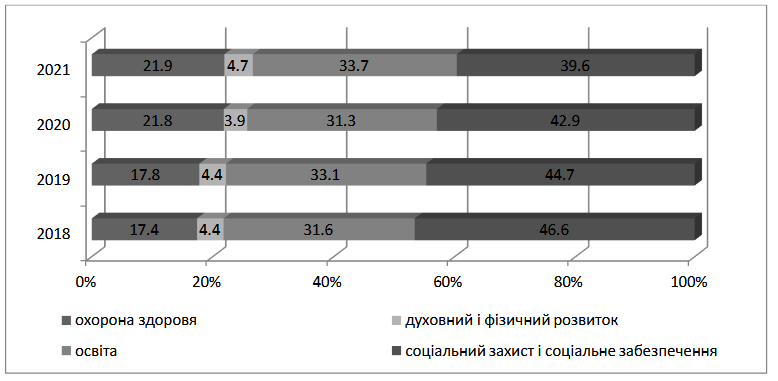 2021 21.9 4.7 33.7 39.6
2020 21.8 3.9 31.3 42.9
2019 17.8 4.4 33.1 44.7
2018 17.4 4.4 31.6 46.6
0% 20% 40% 60% 80% 100%
охорона здоровя духовний і фізичний розвиток
освіта соціальний захист і соціальне забезпечення